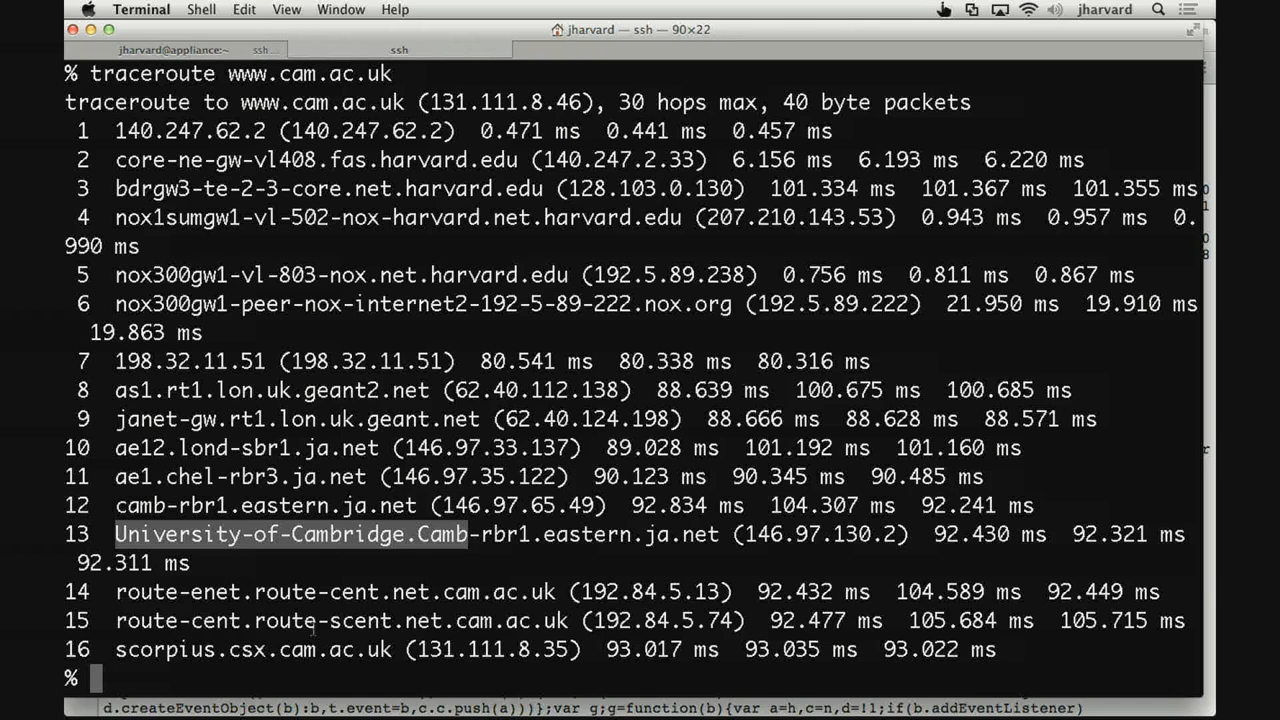 Terminal Shell Edit View Window Help jharvard
jharvard — ssh — 90×22
jharvard@appliance:~ ssh ... ssh
% traceroute www.cam.ac.uk
traceroute to www.cam.ac.uk (131.111.8.46), 30 hops max, 40 byte packets
1 140.247.62.2 (140.247.62.2) 0.471 ms 0.441 ms 0.457 ms
2 core-ne-gw-vl408.fas.harvard.edu (140.247.2.33) 6.156 ms 6.193 ms 6.220 ms
3 bdrgw3-te-2-3-core.net.harvard.edu (128.103.0.130) 101.334 ms 101.367 ms 101.355 ms
4 nox1sumgw1-vl-502-nox-harvard.net.harvard.edu (207.210.143.53) 0.943 ms 0.957 ms 0.
990 ms
5 nox300gw1-vl-803-nox.net.harvard.edu (192.5.89.238) 0.756 ms 0.811 ms 0.867 ms
6 nox300gw1-peer-nox-internet2-192-5-89-222.nox.org (192.5.89.222) 21.950 ms 19.910 ms
19.863 ms
7 198.32.11.51 (198.32.11.51) 80.541 ms 80.338 ms 80.316 ms
8 as1.rt1.lon.uk.geant2.net (62.40.112.138) 88.639 ms 100.675 ms 100.685 ms
9 janet-gw.rt1.lon.uk.geant.net (62.40.124.198) 88.666 ms 88.628 ms 88.571 ms
10 ae12.lond-sbr1.ja.net (146.97.33.137) 89.028 ms 101.192 ms 101.160 ms
11 ae1.chel-rbr3.ja.net (146.97.35.122) 90.123 ms 90.345 ms 90.485 ms
12 camb-rbr1.eastern.ja.net (146.97.65.49) 92.834 ms 104.307 ms 92.241 ms
13 University-of-Cambridge.Camb-rbr1.eastern.ja.net (146.97.130.2) 92.430 ms 92.321 ms
92.311 ms
14 route-enet.route-cent.net.cam.ac.uk (192.84.5.13) 92.432 ms 104.589 ms 92.449 ms
15 route-cent.route-scent.net.cam.ac.uk (192.84.5.74) 92.477 ms 105.684 ms 105.715 ms
16 scorpius.csx.cam.ac.uk (131.111.8.35) 93.017 ms 93.035 ms 93.022 ms
%
d.createEventObject(b):b,t.event=b,c.c.push(a)))};var g;g=function(b){var a=h,c=n,d=!1;if(b.addEventListener)